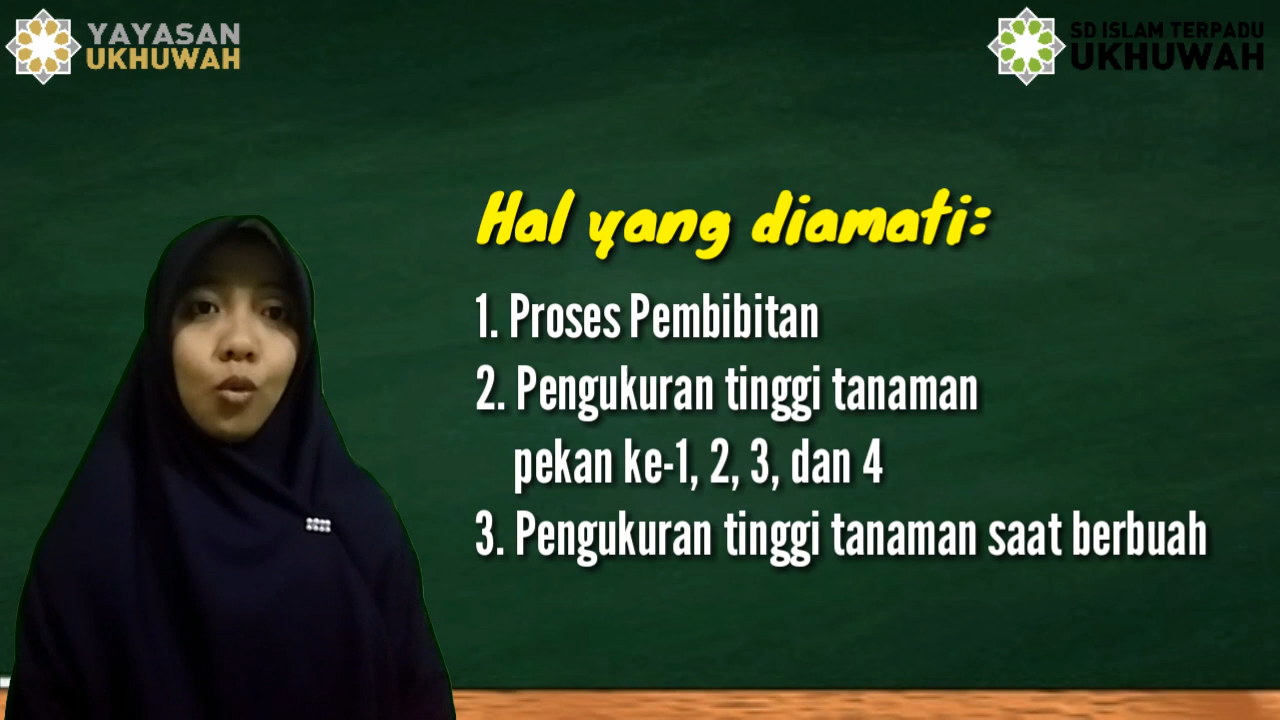 YAYASAN
UKHUWAH
SD ISLAM TERPADU
UKHUWAH
Hal yang diamati:
1. Proses Pembibitan
2. Pengukuran tinggi tanaman
pekan ke-1, 2, 3, dan 4
3. Pengukuran tinggi tanaman saat berbuah